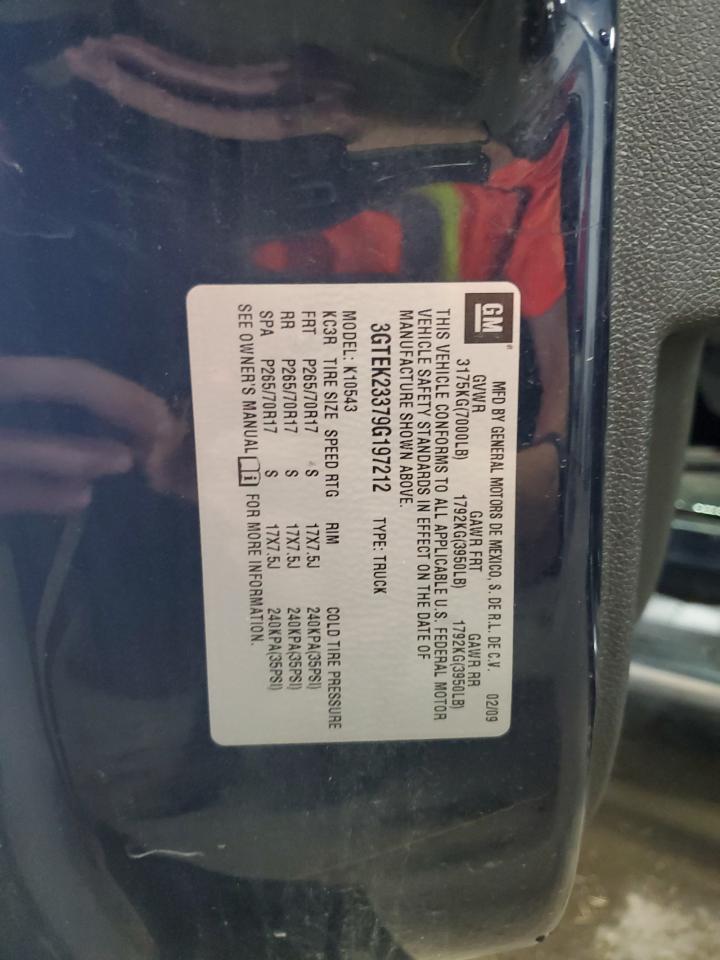 GM
MFD BY GENERAL MOTORS DE MEXICO, S. DE R.L. DE C.V. 02/09
GVWR GAWR FRT GAWR RR
3175KG(7000LB) 1792KG(3950LB) 1792KG(3950LB)
THIS VEHICLE CONFORMS TO ALL APPLICABLE U.S. FEDERAL MOTOR
VEHICLE SAFETY STANDARDS IN EFFECT ON THE DATE OF
MANUFACTURE SHOWN ABOVE.
3GTEK23379G197212 TYPE: TRUCK
MODEL: K10543
KC3R TIRE SIZE SPEED RTG RIM COLD TIRE PRESSURE
FRT P265/70R17 S 17X7.5J 240KPA(35PSI)
RR P265/70R17 S 17X7.5J 240KPA(35PSI)
SPA P265/70R17 S 17X7.5J 240KPA(35PSI)
SEE OWNER'S MANUAL i FOR MORE INFORMATION.